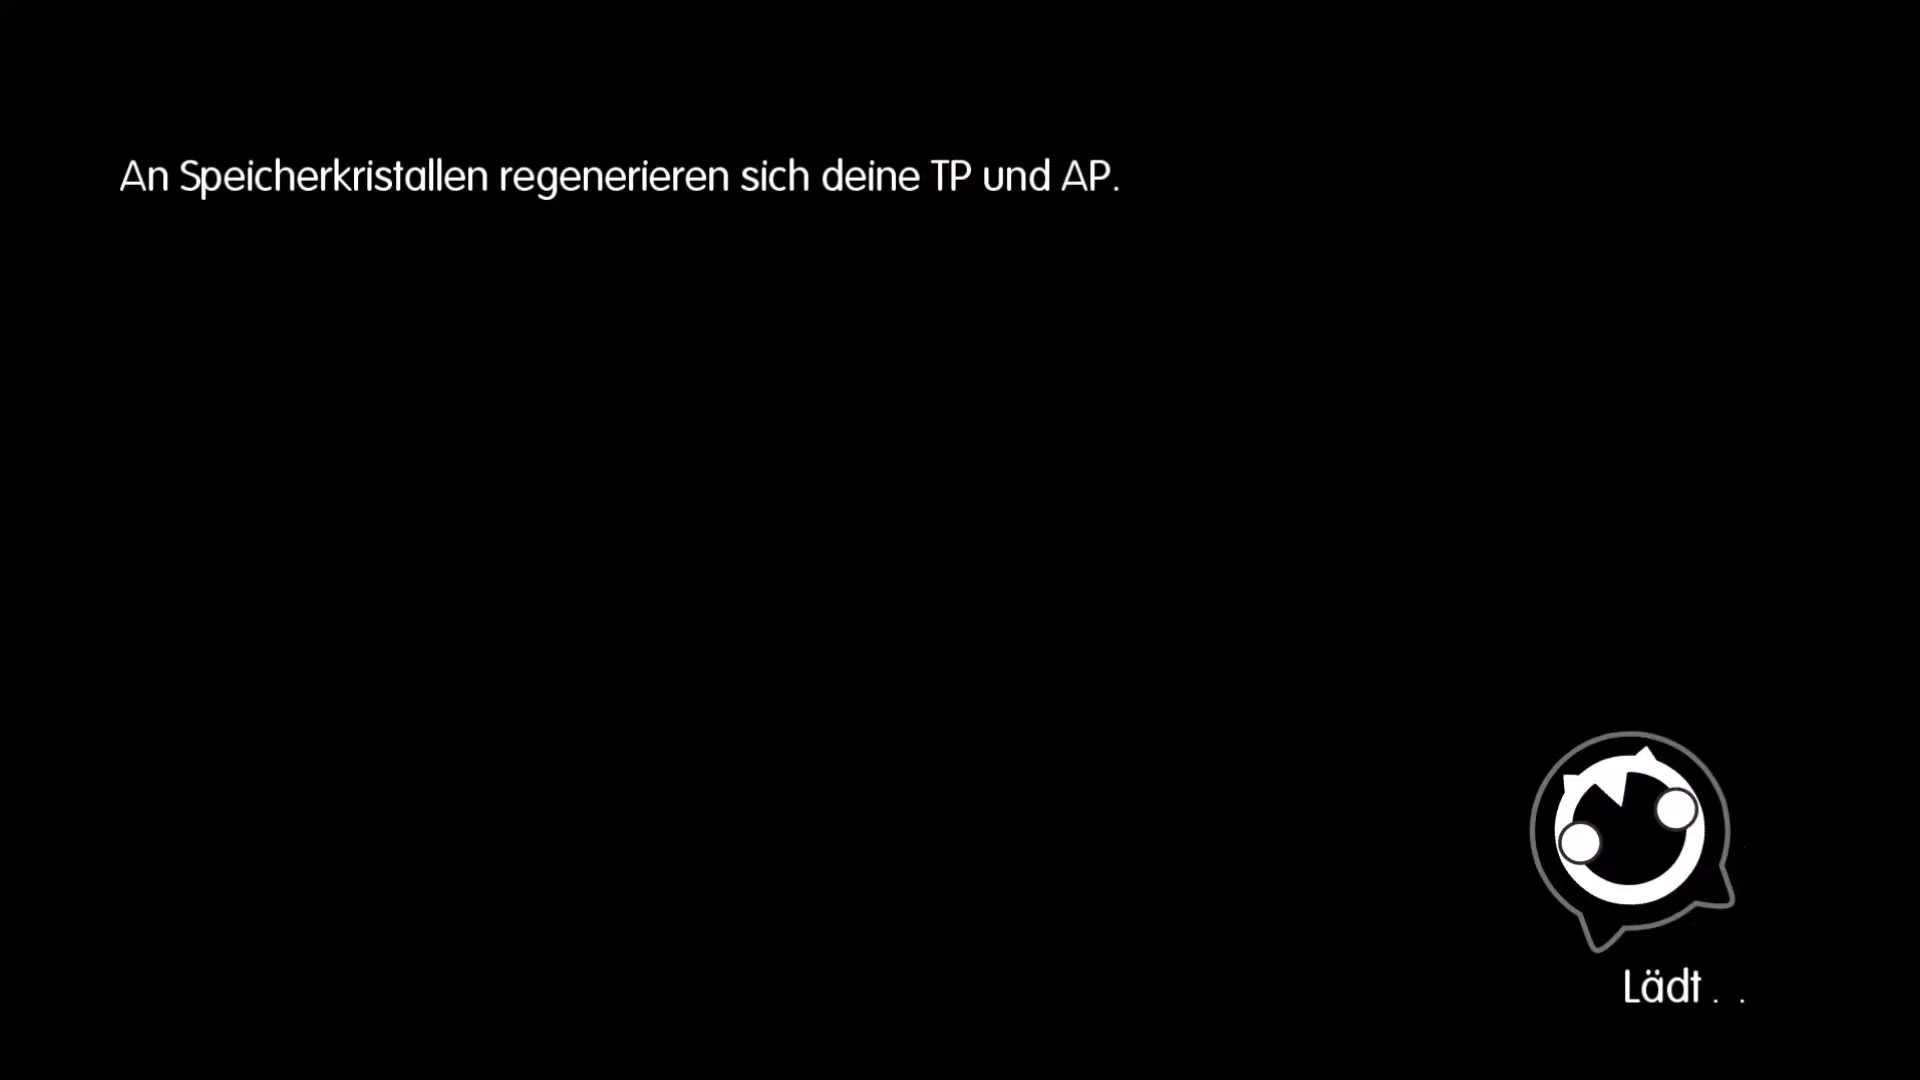 An Speicherkristallen regenerieren sich deine TP und AP.
Lädt . .